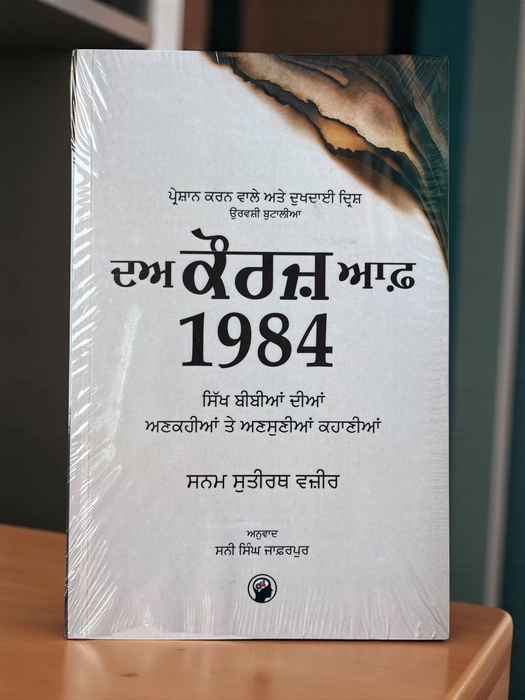 ਪ੍ਰੇਸ਼ਾਨ ਕਰਨ ਵਾਲੇ ਅਤੇ ਦੁਖਦਾਈ ਦ੍ਰਿਸ਼
ਉਰਵਸ਼ੀ ਬੁਟਾਲੀਆ
ਦਅ ਕੌਰਜ਼ ਆਫ਼
1984
ਸਿੱਖ ਬੀਬੀਆਂ ਦੀਆਂ
ਅਣਕਹੀਆਂ ਤੇ ਅਣਸੁਣੀਆਂ ਕਹਾਣੀਆਂ
ਸਨਮ ਸੁਤੀਰਥ ਵਜ਼ੀਰ
ਅਨੁਵਾਦ
ਸਨੀ ਸਿੰਘ ਜਾਫ਼ਰਪੁਰ